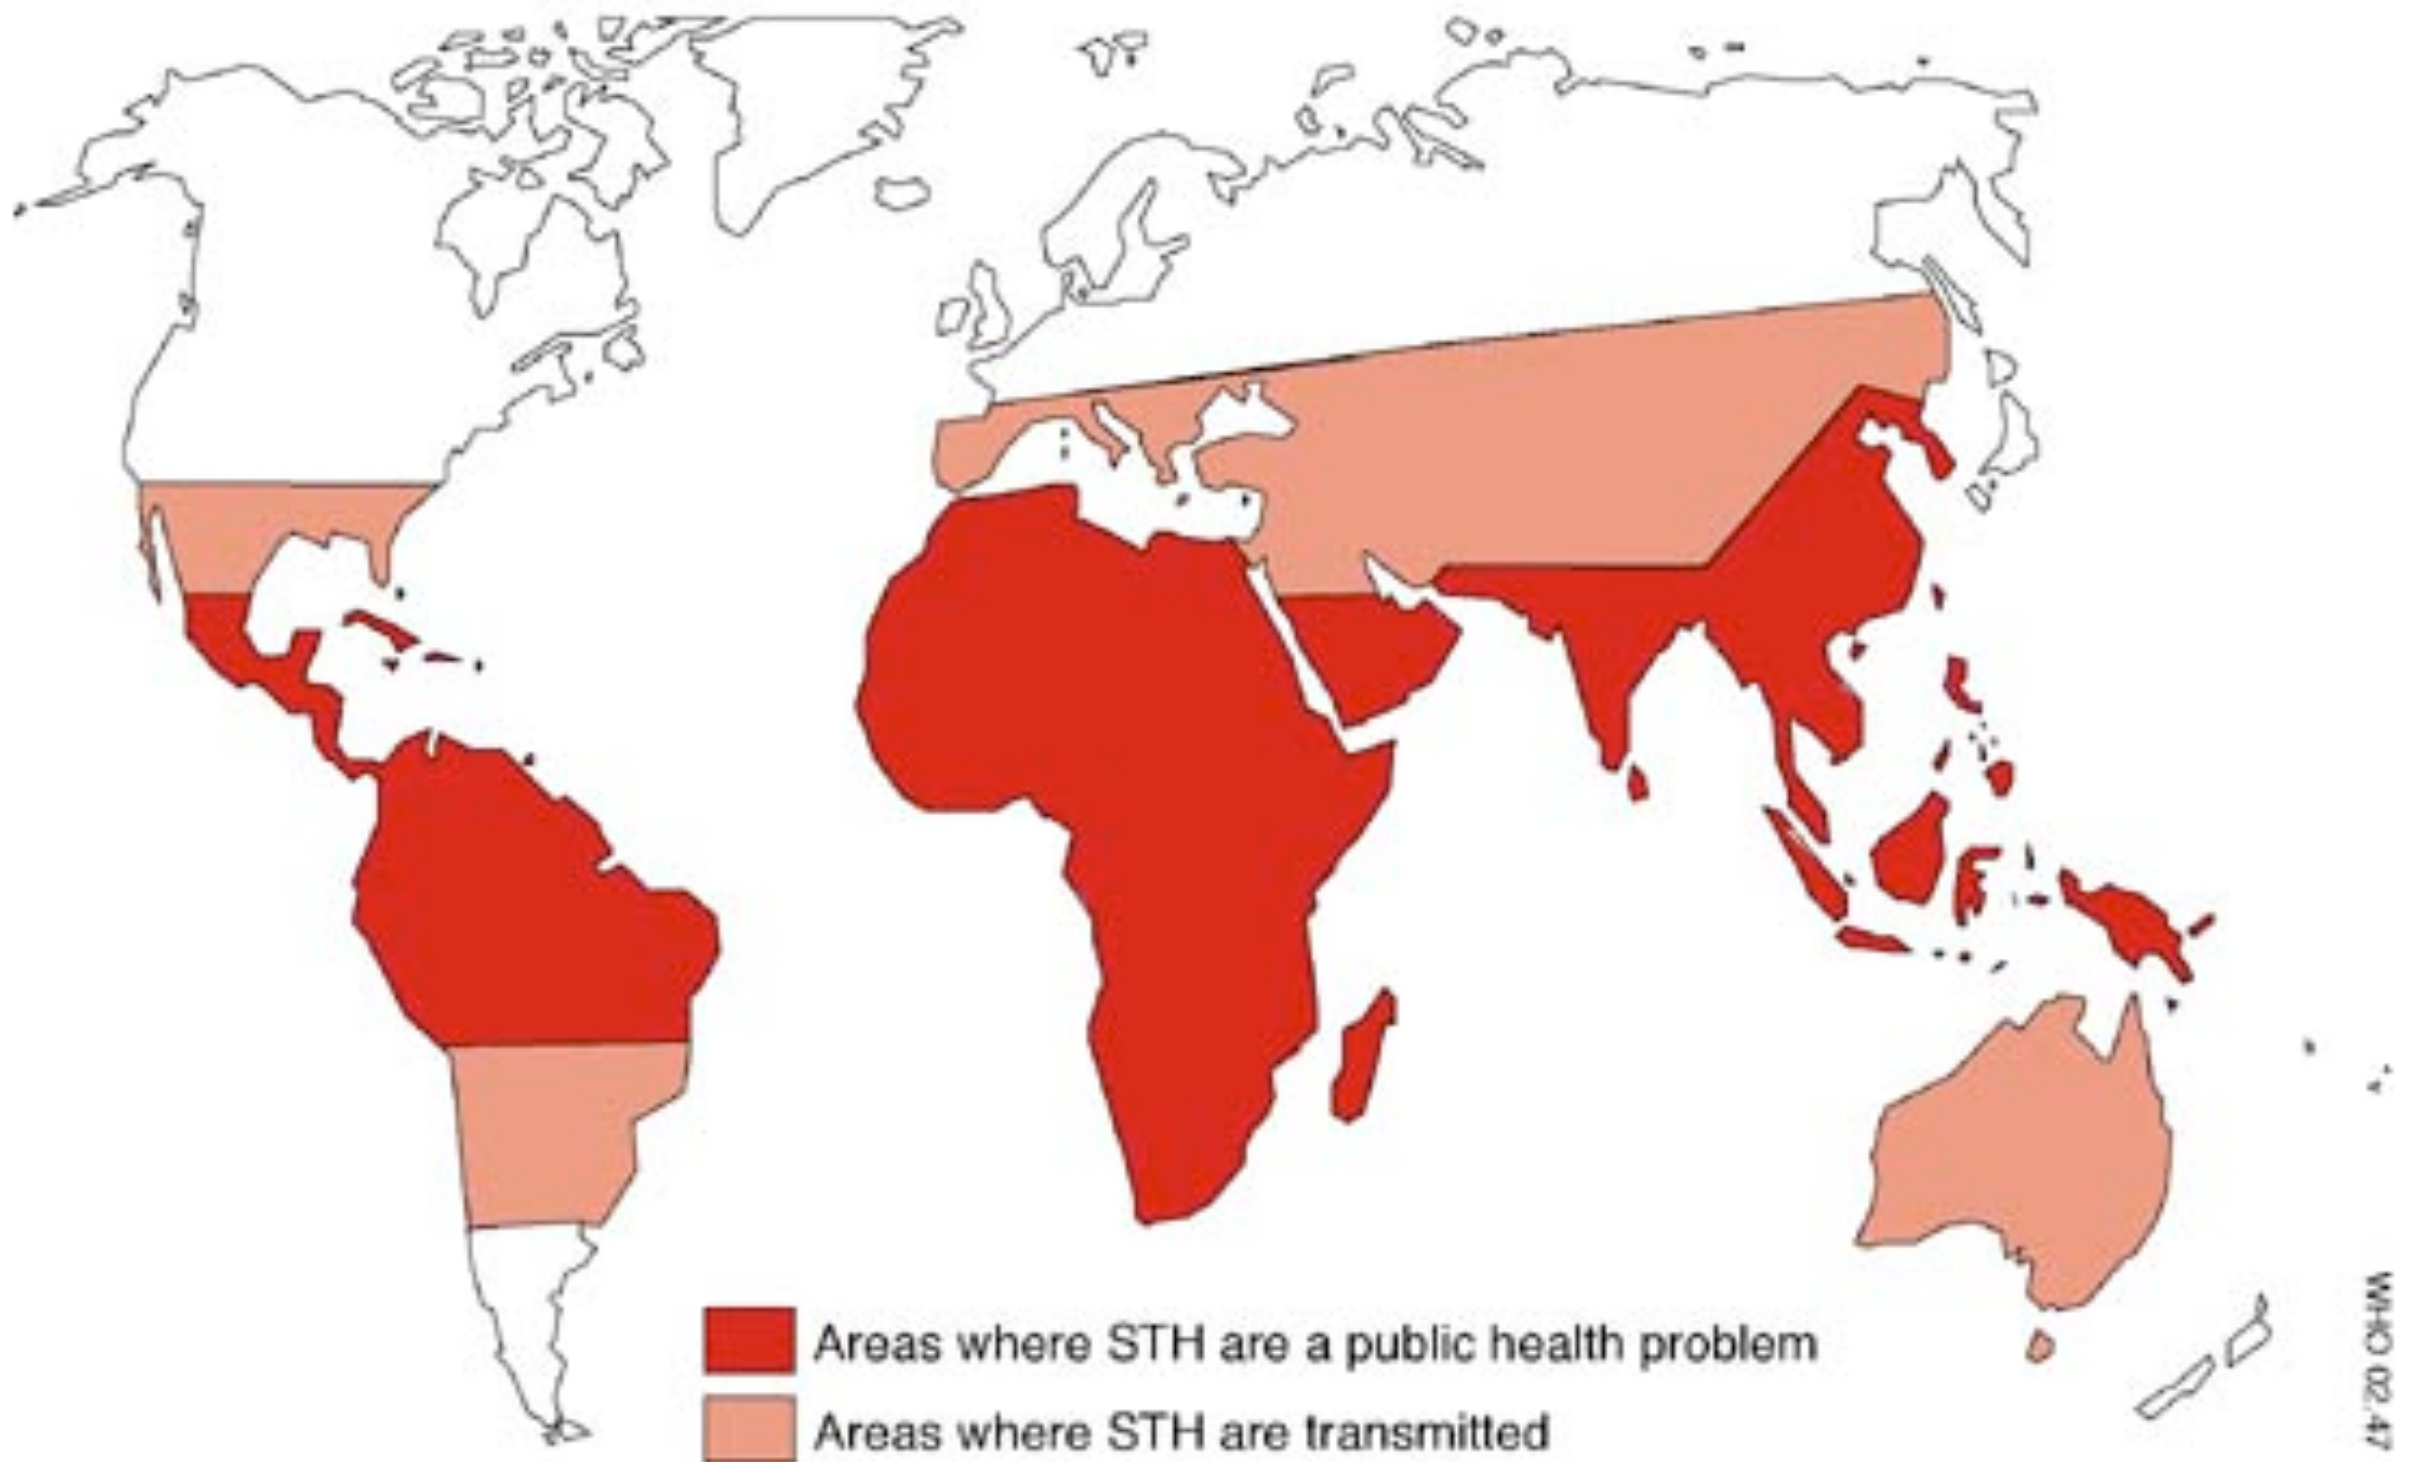 Areas where STH are a public health problem
Areas where STH are transmitted
WHO 02.47